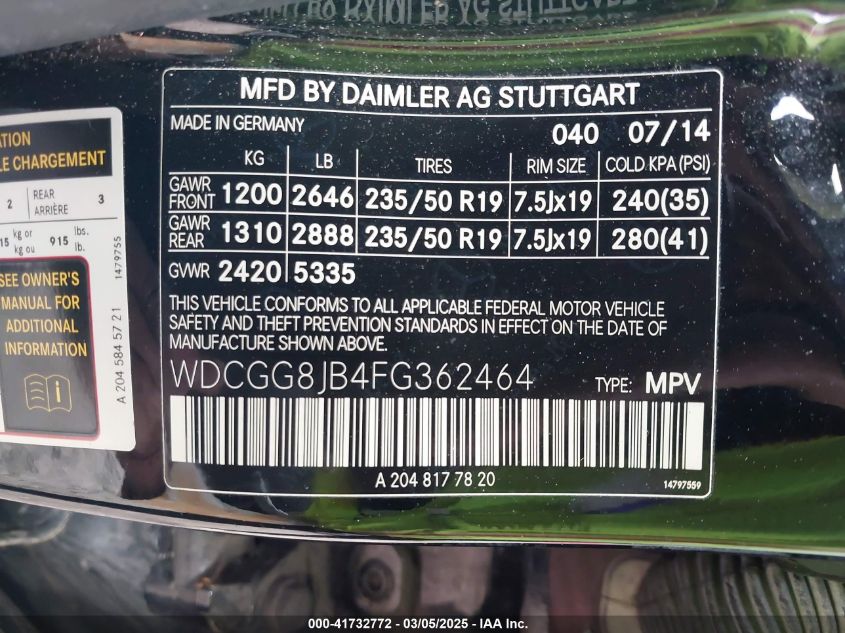 MFD BY DAIMLER AG STUTTGART
MADE IN GERMANY 040 07/14
KG LB TIRES RIM SIZE COLD KPA (PSI)
GAWR FRONT 1200 2646 235/50 R19 7.5Jx19 240(35)
GAWR REAR 1310 2888 235/50 R19 7.5Jx19 280(41)
GVWR 2420 5335
THIS VEHICLE CONFORMS TO ALL APPLICABLE FEDERAL MOTOR VEHICLE
SAFETY AND THEFT PREVENTION STANDARDS IN EFFECT ON THE DATE OF
MANUFACTURE SHOWN ABOVE.
WDCGG8JB4FG362464 TYPE: MPV
A 204 817 78 20
14797559
CHARGEMENT
2 REAR ARRIÈRE 3
kg or kg ou 915 lbs. lb.
SEE OWNER'S
MANUAL FOR
ADDITIONAL
INFORMATION
1479755
A 204 584 57 21
000-41732772 - 03/05/2025 - IAA Inc.